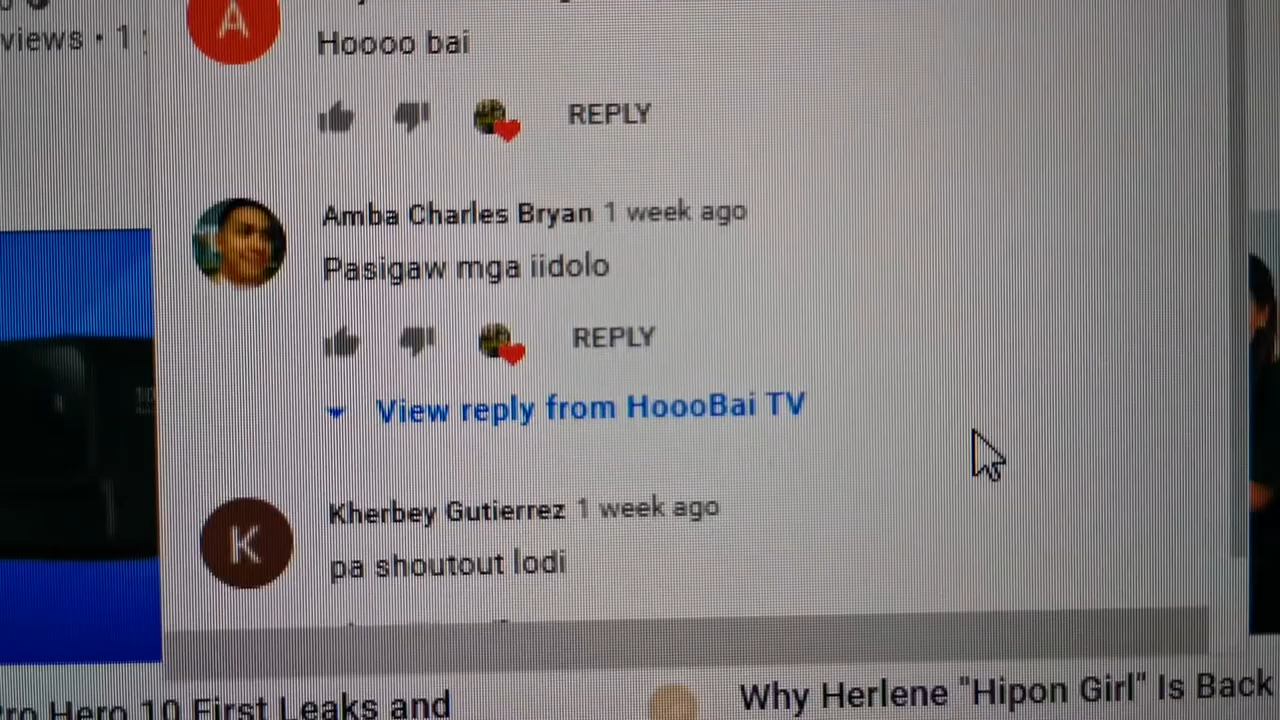 views • 1
A
Hoooo bai
REPLY
Amba Charles Bryan 1 week ago
Pasigaw mga iidolo
REPLY
View reply from HoooBai TV
K
Kherbey Gutierrez 1 week ago
pa shoutout lodi
Hero 10 First Leaks and
Why Herlene "Hipon Girl" Is Back